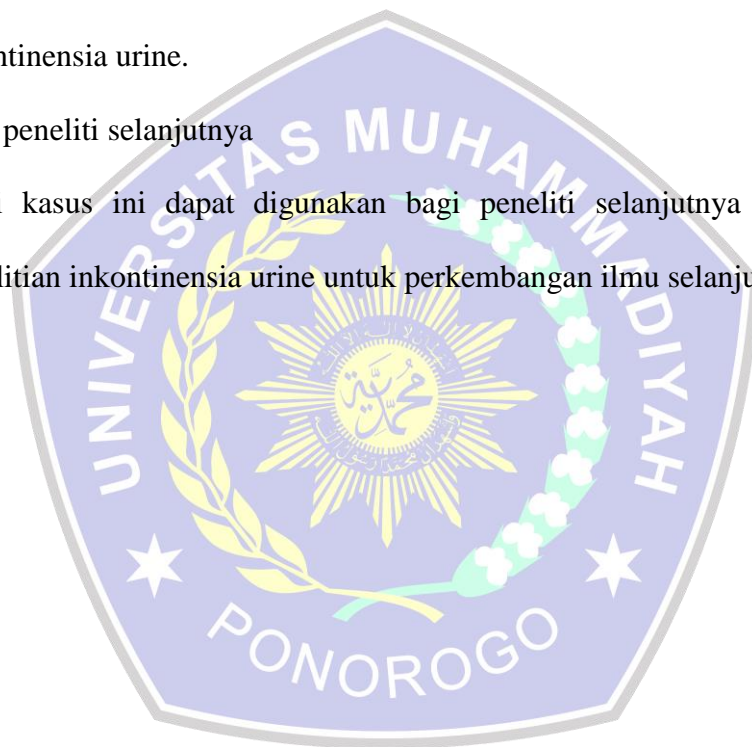 ntinensia urine.
peneliti selanjutnya
i kasus ini dapat digunakan bagi peneliti selanjutnya
litian inkontinensia urine untuk perkembangan ilmu selanju
UNIVERSITAS MUHAMMADIYAH
PONOROGO
محمد